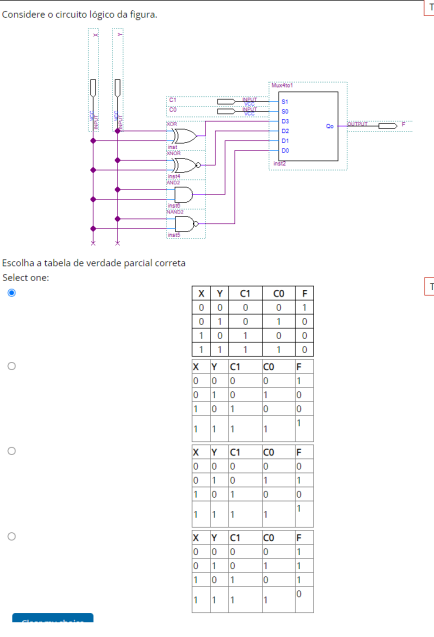 T
Considere o circuito lógico da figura.
X Y
Mux4to1
C1 INPUT VCC S1
C0 INPUT VCC S0
XOR D3 Qo OUTPUT F
inst D2
XNOR D1
inst4 D0
AND2 inst2
inst6
NAND2
inst5
Escolha a tabela de verdade parcial correta
Select one:
T
X Y C1 C0 F
0 0 0 0 1
0 1 0 1 0
1 0 1 0 0
1 1 1 1 0
X Y C1 C0 F
0 0 0 0 1
0 1 0 1 0
1 0 1 0 0
1 1 1 1 1
X Y C1 C0 F
0 0 0 0 0
0 1 0 1 1
1 0 1 0 0
1 1 1 1 1
X Y C1 C0 F
0 0 0 0 1
0 1 0 1 1
1 0 1 0 1
1 1 1 1 0